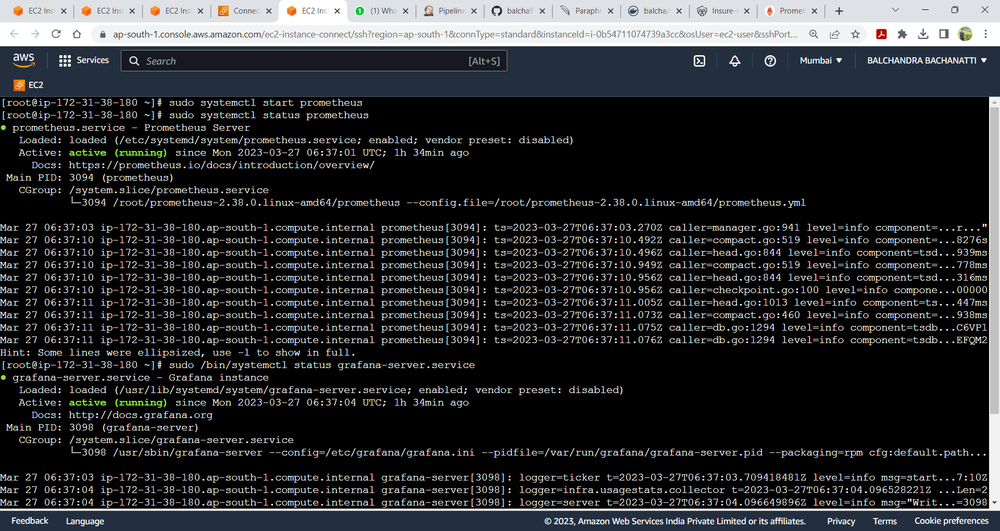 EC2 Inst
EC2 Inst
EC2 Inst
Connec
EC2 Inst
(1) Wha
Pipeline
balcha9
Paraphr
balcha/
Insure-
Promet
ap-south-1.console.aws.amazon.com/ec2-instance-connect/ssh?region=ap-south-1&connType=standard&instanceId=i-0b54711074739a3cc&osUser=ec2-user&sshPort...
aws
Services
Search
[Alt+S]
Mumbai ▼
BALCHANDRA BACHANATTI ▼
EC2
[root@ip-172-31-38-180 ~]# sudo systemctl start prometheus
[root@ip-172-31-38-180 ~]# sudo systemctl status prometheus
● prometheus.service - Prometheus Server
   Loaded: loaded (/etc/systemd/system/prometheus.service; enabled; vendor preset: disabled)
   Active: active (running) since Mon 2023-03-27 06:37:01 UTC; 1h 34min ago
     Docs: https://prometheus.io/docs/introduction/overview/
 Main PID: 3094 (prometheus)
   CGroup: /system.slice/prometheus.service
           └─3094 /root/prometheus-2.38.0.linux-amd64/prometheus --config.file=/root/prometheus-2.38.0.linux-amd64/prometheus.yml
Mar 27 06:37:03 ip-172-31-38-180.ap-south-1.compute.internal prometheus[3094]: ts=2023-03-27T06:37:03.270Z caller=manager.go:941 level=info component=...r..."
Mar 27 06:37:10 ip-172-31-38-180.ap-south-1.compute.internal prometheus[3094]: ts=2023-03-27T06:37:10.492Z caller=compact.go:519 level=info component=...8276s
Mar 27 06:37:10 ip-172-31-38-180.ap-south-1.compute.internal prometheus[3094]: ts=2023-03-27T06:37:10.496Z caller=head.go:844 level=info component=tsd...939ms
Mar 27 06:37:10 ip-172-31-38-180.ap-south-1.compute.internal prometheus[3094]: ts=2023-03-27T06:37:10.949Z caller=compact.go:519 level=info component=...778ms
Mar 27 06:37:10 ip-172-31-38-180.ap-south-1.compute.internal prometheus[3094]: ts=2023-03-27T06:37:10.956Z caller=head.go:844 level=info component=tsd...316ms
Mar 27 06:37:10 ip-172-31-38-180.ap-south-1.compute.internal prometheus[3094]: ts=2023-03-27T06:37:10.956Z caller=checkpoint.go:100 level=info compone...00000
Mar 27 06:37:11 ip-172-31-38-180.ap-south-1.compute.internal prometheus[3094]: ts=2023-03-27T06:37:11.005Z caller=head.go:1013 level=info component=ts...447ms
Mar 27 06:37:11 ip-172-31-38-180.ap-south-1.compute.internal prometheus[3094]: ts=2023-03-27T06:37:11.073Z caller=compact.go:460 level=info component=...938ms
Mar 27 06:37:11 ip-172-31-38-180.ap-south-1.compute.internal prometheus[3094]: ts=2023-03-27T06:37:11.075Z caller=db.go:1294 level=info component=tsdb...C6VP1
Mar 27 06:37:11 ip-172-31-38-180.ap-south-1.compute.internal prometheus[3094]: ts=2023-03-27T06:37:11.076Z caller=db.go:1294 level=info component=tsdb...EFQM2
Hint: Some lines were ellipsized, use -l to show in full.
[root@ip-172-31-38-180 ~]# sudo /bin/systemctl status grafana-server.service
● grafana-server.service - Grafana instance
   Loaded: loaded (/usr/lib/systemd/system/grafana-server.service; enabled; vendor preset: disabled)
   Active: active (running) since Mon 2023-03-27 06:37:04 UTC; 1h 34min ago
     Docs: http://docs.grafana.org
 Main PID: 3098 (grafana-server)
   CGroup: /system.slice/grafana-server.service
           └─3098 /usr/sbin/grafana-server --config=/etc/grafana/grafana.ini --pidfile=/var/run/grafana/grafana-server.pid --packaging=rpm cfg:default.path...
Mar 27 06:37:03 ip-172-31-38-180.ap-south-1.compute.internal grafana-server[3098]: logger=ticker t=2023-03-27T06:37:03.709418481Z level=info msg=start...7:10Z
Mar 27 06:37:04 ip-172-31-38-180.ap-south-1.compute.internal grafana-server[3098]: logger=infra.usagestats.collector t=2023-03-27T06:37:04.096528221Z ...Len=2
Mar 27 06:37:04 ip-172-31-38-180.ap-south-1.compute.internal grafana-server[3098]: logger=server t=2023-03-27T06:37:04.096649896Z level=info msg="Writ...=3098
Feedback
Language
© 2023, Amazon Web Services India Private Limited or its affiliates.
Privacy
Terms
Cookie preferences